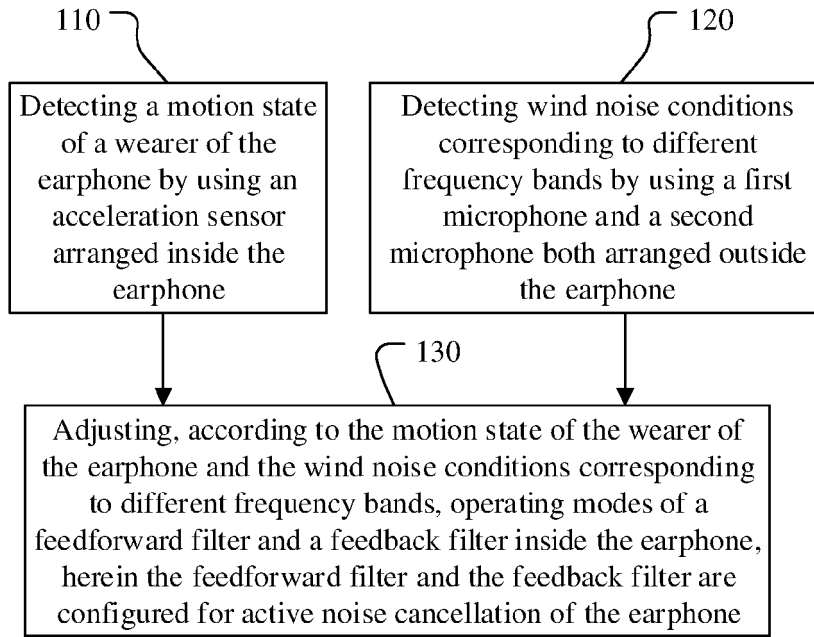 110
Detecting a motion state
of a wearer of the
earphone by using an
acceleration sensor
arranged inside the
earphone
120
Detecting wind noise conditions
corresponding to different
frequency bands by using a first
microphone and a second
microphone both arranged outside
the earphone
130
Adjusting, according to the motion state of the wearer of
the earphone and the wind noise conditions corresponding
to different frequency bands, operating modes of a
feedforward filter and a feedback filter inside the earphone,
herein the feedforward filter and the feedback filter are
configured for active noise cancellation of the earphone